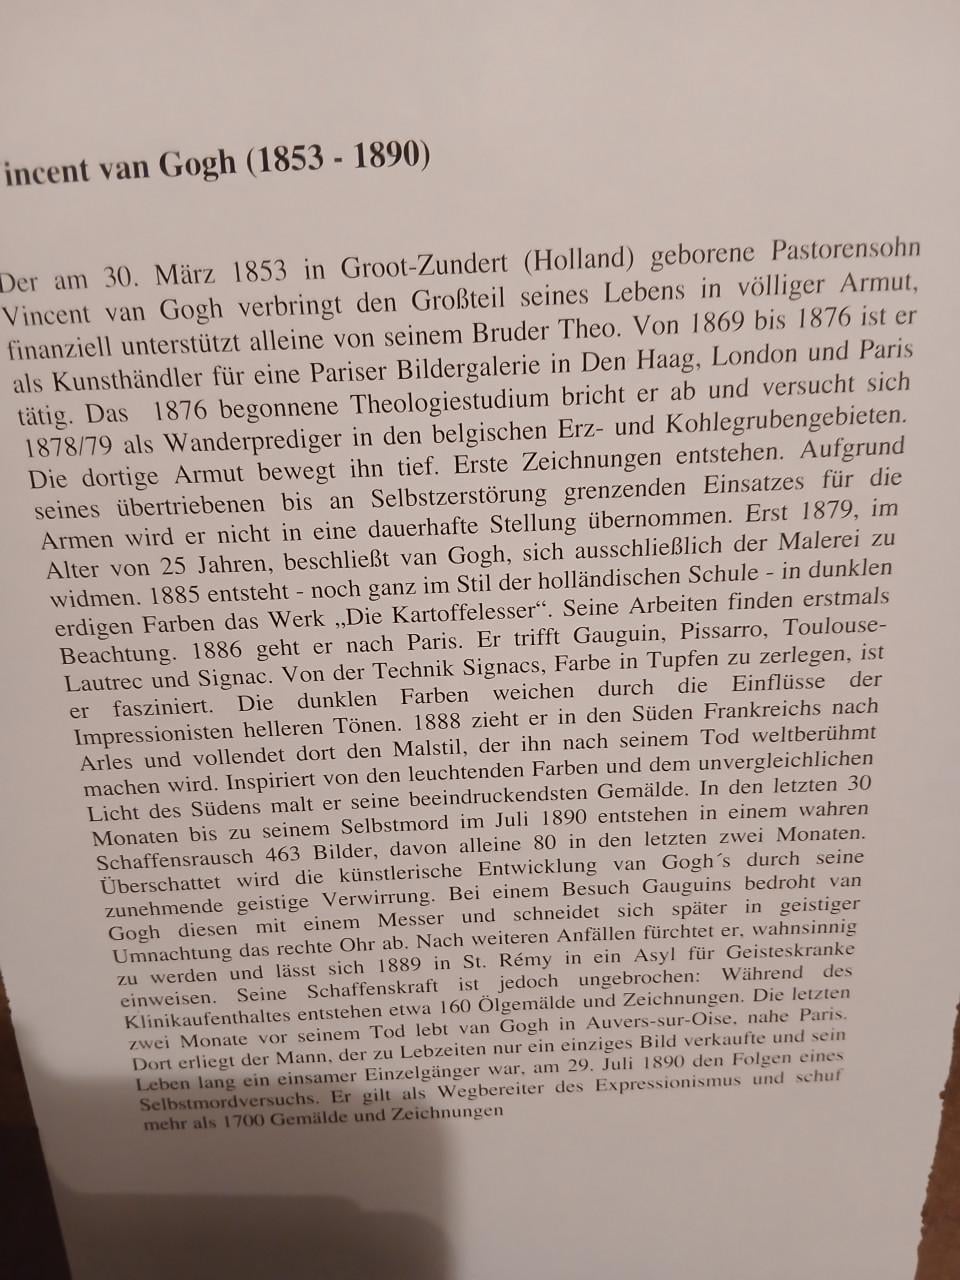 incent van Gogh (1853 - 1890)
Der am 30. März 1853 in Groot-Zundert (Holland) geborene Pastorensohn
Vincent van Gogh verbringt den Großteil seines Lebens in völliger Armut,
finanziell unterstützt alleine von seinem Bruder Theo. Von 1869 bis 1876 ist er
als Kunsthändler für eine Pariser Bildergalerie in Den Haag, London und Paris
tätig. Das 1876 begonnene Theologiestudium bricht er ab und versucht sich
1878/79 als Wanderprediger in den belgischen Erz- und Kohlegrubengebieten.
Die dortige Armut bewegt ihn tief. Erste Zeichnungen entstehen. Aufgrund
seines übertriebenen bis an Selbstzerstörung grenzenden Einsatzes für die
Armen wird er nicht in eine dauerhafte Stellung übernommen. Erst 1879, im
Alter von 25 Jahren, beschließt van Gogh, sich ausschließlich der Malerei zu
widmen. 1885 entsteht - noch ganz im Stil der holländischen Schule - in dunklen
erdigen Farben das Werk „Die Kartoffelesser“. Seine Arbeiten finden erstmals
Beachtung. 1886 geht er nach Paris. Er trifft Gauguin, Pissarro, Toulouse-
Lautrec und Signac. Von der Technik Signacs, Farbe in Tupfen zu zerlegen, ist
er fasziniert. Die dunklen Farben weichen durch die Einflüsse der
Impressionisten helleren Tönen. 1888 zieht er in den Süden Frankreichs nach
Arles und vollendet dort den Malstil, der ihn nach seinem Tod weltberühmt
machen wird. Inspiriert von den leuchtenden Farben und dem unvergleichlichen
Licht des Südens malt er seine beeindruckendsten Gemälde. In den letzten 30
Monaten bis zu seinem Selbstmord im Juli 1890 entstehen in einem wahren
Schaffensrausch 463 Bilder, davon alleine 80 in den letzten zwei Monaten.
Überschattet wird die künstlerische Entwicklung van Gogh´s durch seine
zunehmende geistige Verwirrung. Bei einem Besuch Gauguins bedroht van
Gogh diesen mit einem Messer und schneidet sich später in geistiger
Umnachtung das rechte Ohr ab. Nach weiteren Anfällen fürchtet er, wahnsinnig
zu werden und lässt sich 1889 in St. Rémy in ein Asyl für Geisteskranke
einweisen. Seine Schaffenskraft ist jedoch ungebrochen: Während des
Klinikaufenthaltes entstehen etwa 160 Ölgemälde und Zeichnungen. Die letzten
zwei Monate vor seinem Tod lebt van Gogh in Auvers-sur-Oise, nahe Paris.
Dort erliegt der Mann, der zu Lebzeiten nur ein einziges Bild verkaufte und sein
Leben lang ein einsamer Einzelgänger war, am 29. Juli 1890 den Folgen eines
Selbstmordversuchs. Er gilt als Wegbereiter des Expressionismus und schuf
mehr als 1700 Gemälde und Zeichnungen